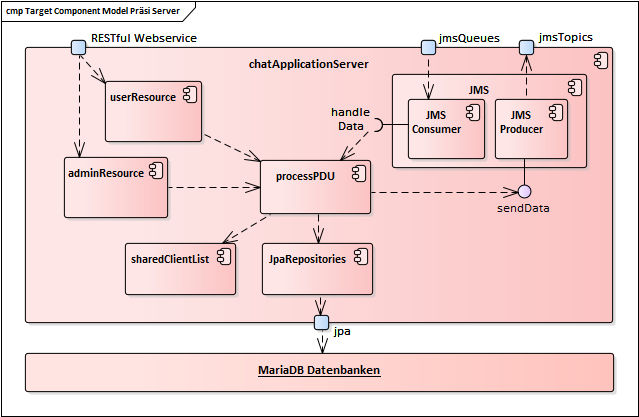 cmp Target Component Model Präsi Server
RESTful Webservice
jmsQueues
jmsTopics
chatApplicationServer
userResource
JMS
handle
Data
JMS
Consumer
JMS
Producer
adminResource
processPDU
sendData
sharedClientList
JpaRepositories
jpa
MariaDB Datenbanken